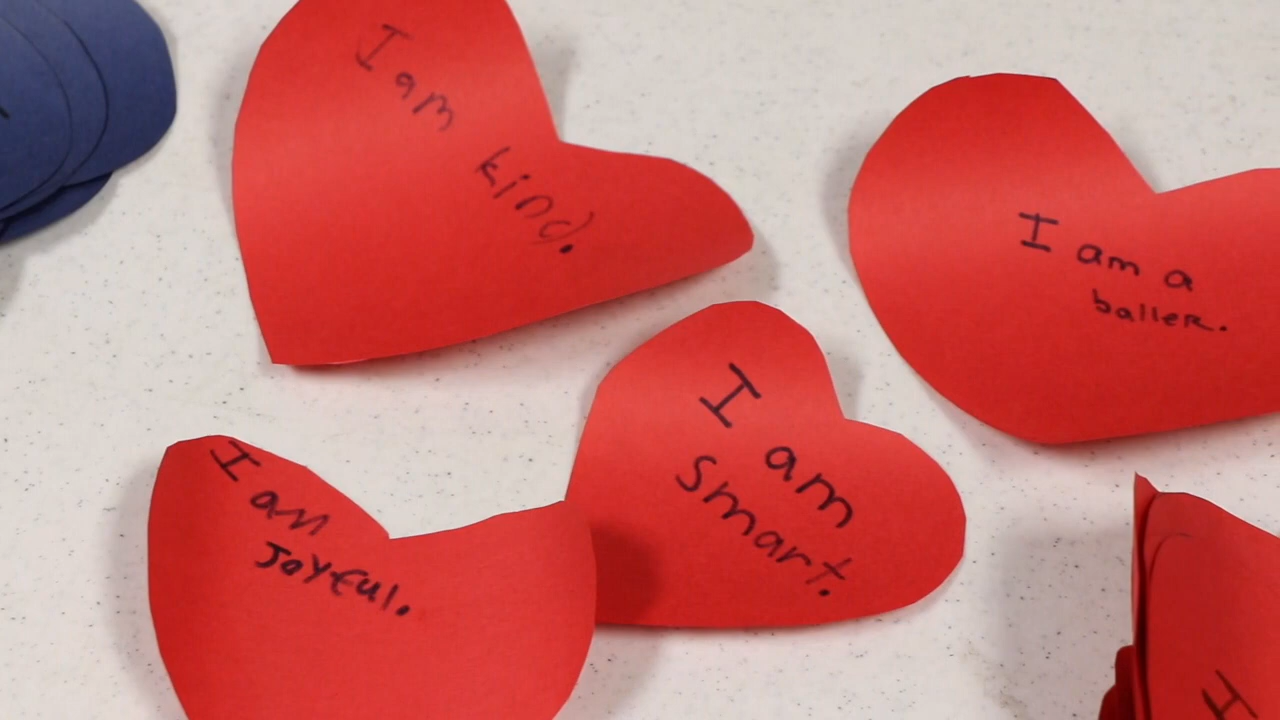 I am
kind.
I am a
baller.
I
am
smart.
I am
JoYful.
I